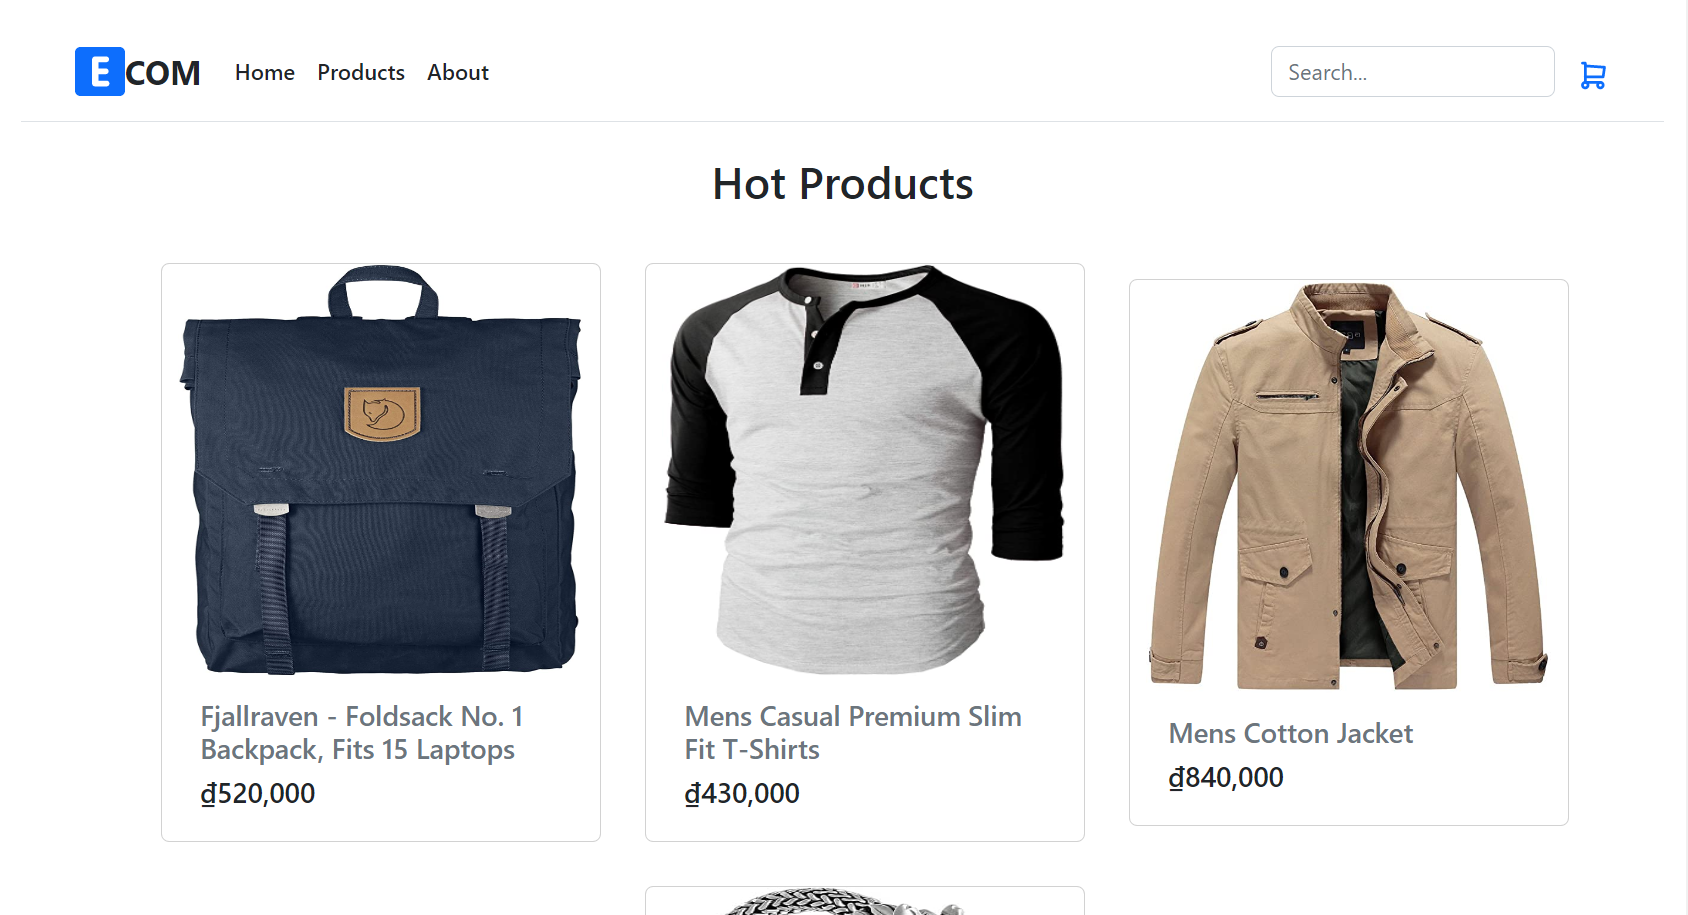 E COM
Home Products About
Search...
Hot Products
Fjallraven - Foldsack No. 1
Backpack, Fits 15 Laptops
₫520,000
Mens Casual Premium Slim
Fit T-Shirts
₫430,000
Mens Cotton Jacket
₫840,000